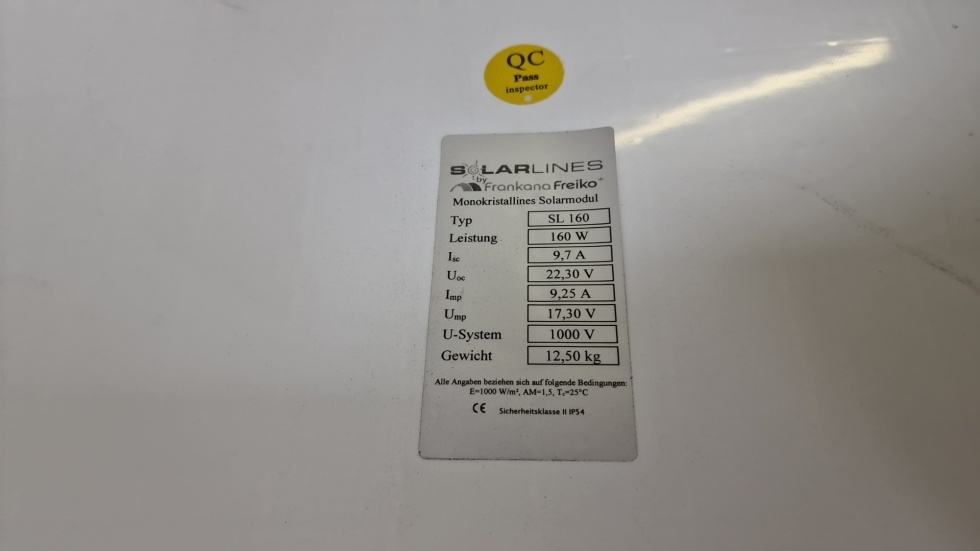 QC
Pass
inspector
SOLARLINES
by
Frankana Freiko
Monokristallines Solarmodul
Typ SL 160
Leistung 160 W
Isc 9,7 A
Uoc 22,30 V
Imp 9,25 A
Ump 17,30 V
U-System 1000 V
Gewicht 12,50 kg
Alle Angaben beziehen sich auf folgende Bedingungen:
E=1000 W/m², AM=1,5, Tc=25°C
CE Sicherheitsklasse II IP54